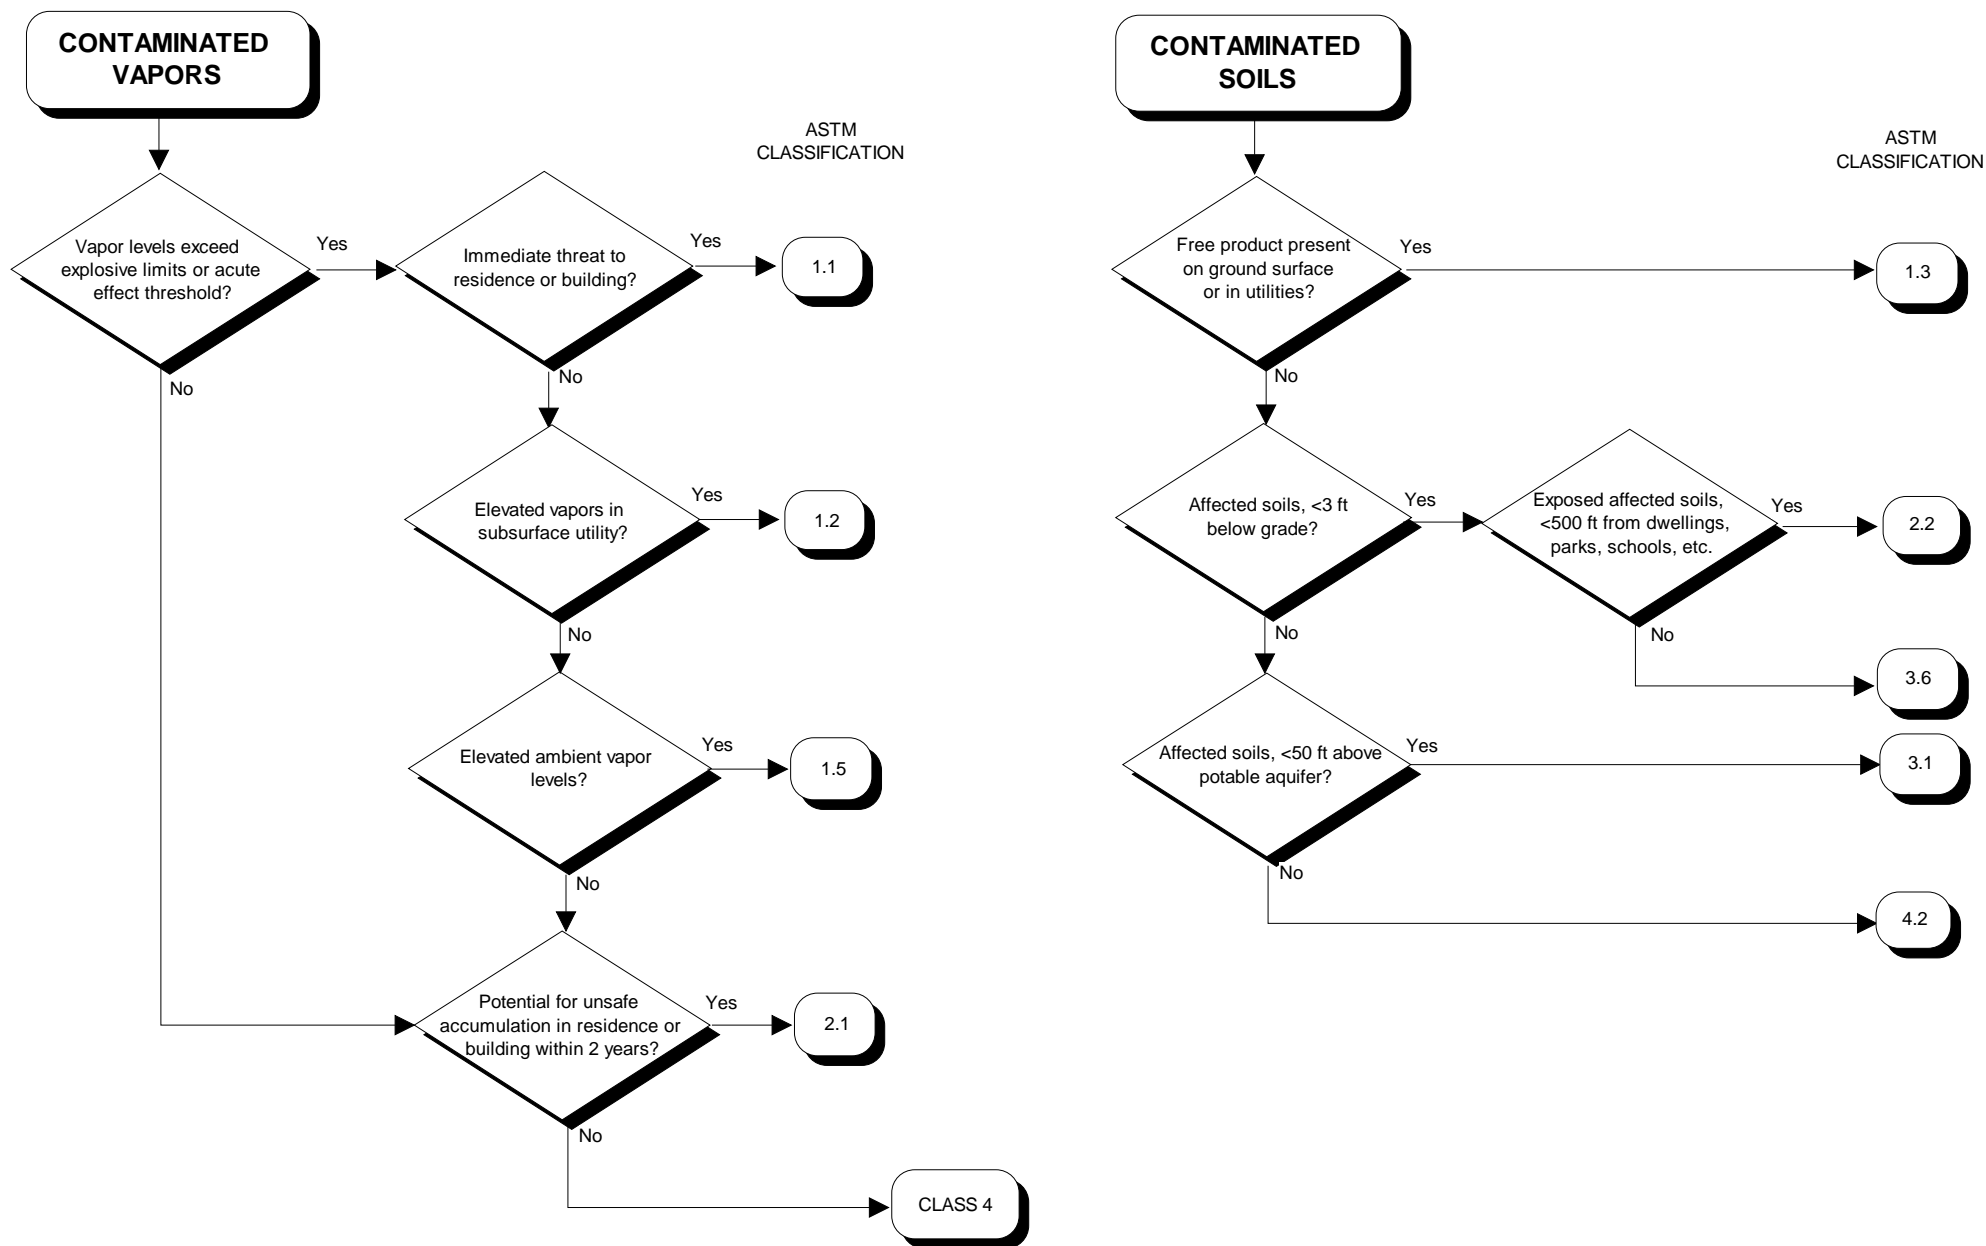 CONTAMINATED
VAPORS
ASTM
CLASSIFICATION
Vapor levels exceed
explosive limits or acute
effect threshold?
Yes
No
Immediate threat to
residence or building?
Yes
1.1
No
Elevated vapors in
subsurface utility?
Yes
1.2
No
Elevated ambient vapor
levels?
Yes
1.5
No
Potential for unsafe
accumulation in residence or
building within 2 years?
Yes
2.1
No
CLASS 4
CONTAMINATED
SOILS
ASTM
CLASSIFICATION
Free product present
on ground surface
or in utilities?
Yes
1.3
No
Affected soils, <3 ft
below grade?
Yes
Exposed affected soils,
<500 ft from dwellings,
parks, schools, etc.
Yes
2.2
No
3.6
No
Affected soils, <50 ft above
potable aquifer?
Yes
3.1
No
4.2